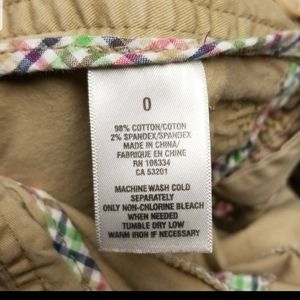 0
98% COTTON/COTON
2% SPANDEX/SPANDEX
MADE IN CHINA/
FABRIQUE EN CHINE
RN 106334
CA 53201
MACHINE WASH COLD
SEPARATELY
ONLY NON-CHLORINE BLEACH
WHEN NEEDED
TUMBLE DRY LOW
WARM IRON IF NECESSARY